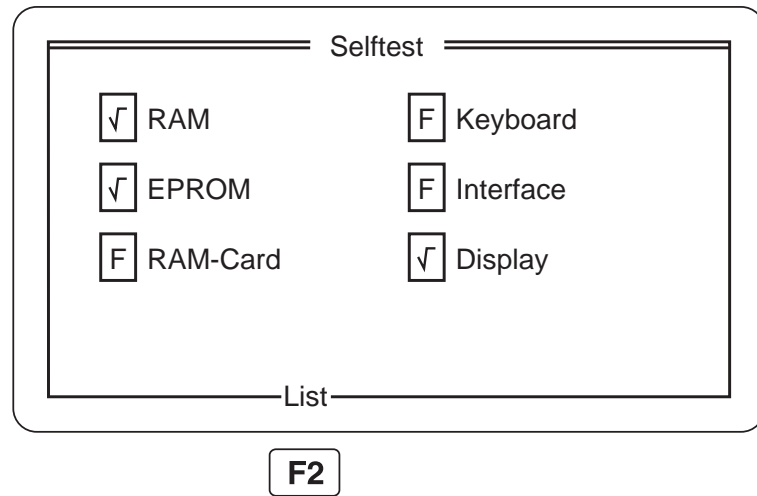 Selftest
√ RAM F Keyboard
√ EPROM F Interface
F RAM-Card √ Display
List
F2